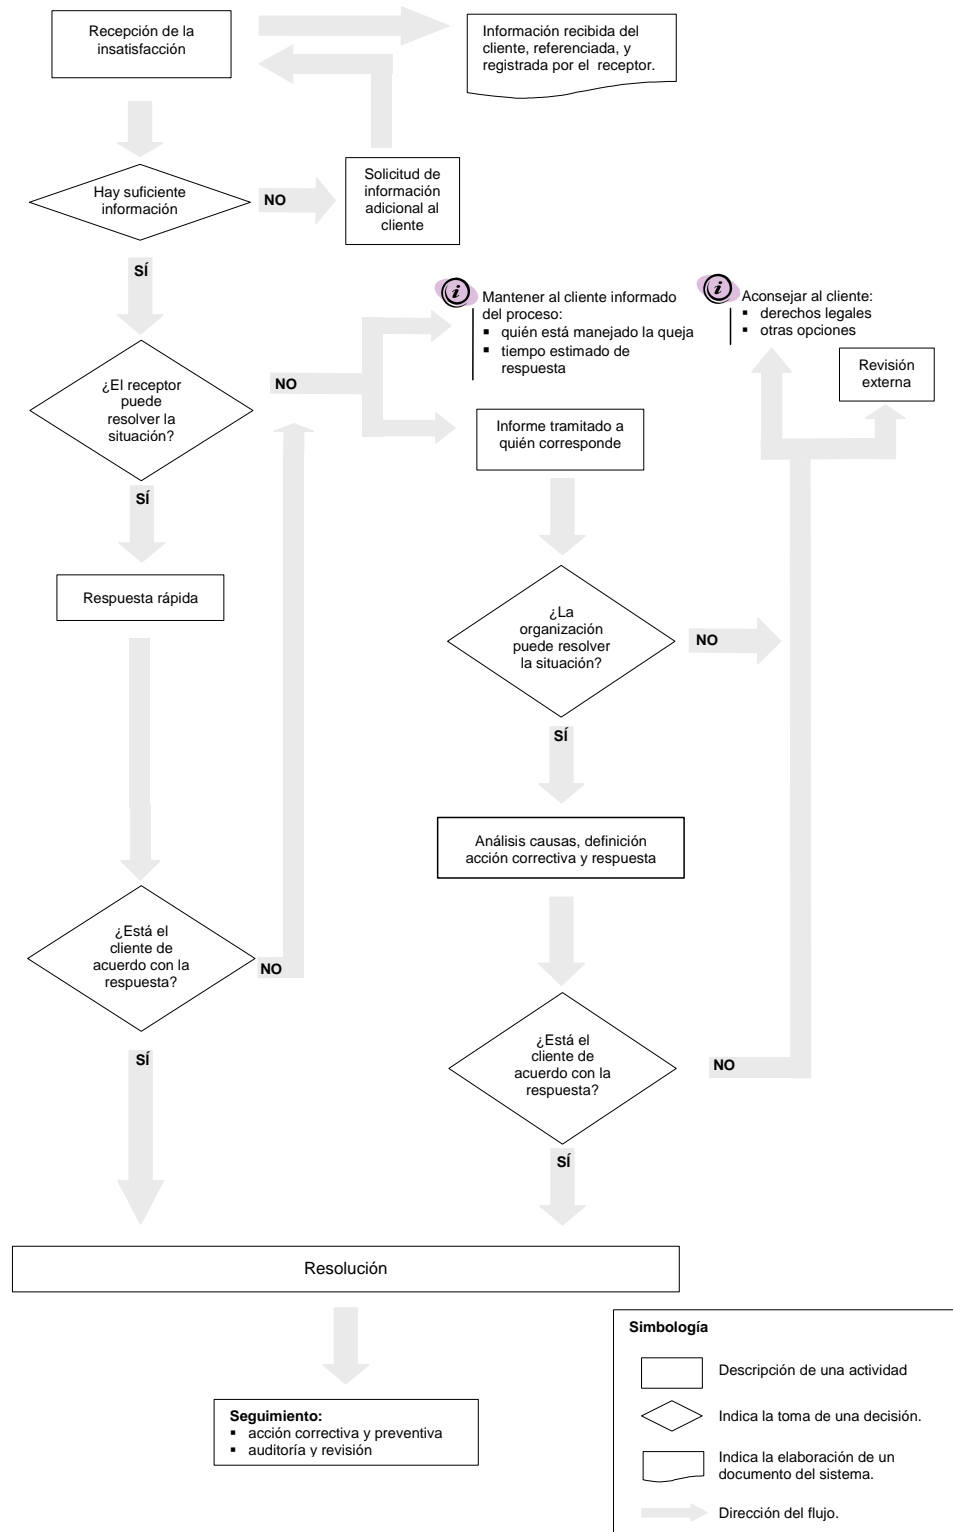 Recepción de la
insatisfacción
Información recibida del
cliente, referenciada, y
registrada por el receptor.
Hay suficiente
información
NO
Solicitud de
información
adicional al
cliente
SÍ
¿El receptor
puede
resolver la
situación?
NO
i
Mantener al cliente informado
del proceso:
▪ quién está manejado la queja
▪ tiempo estimado de
respuesta
i
Aconsejar al cliente:
▪ derechos legales
▪ otras opciones
Revisión
externa
Informe tramitado a
quién corresponde
SÍ
Respuesta rápida
¿La
organización
puede resolver
la situación?
NO
SÍ
Análisis causas, definición
acción correctiva y respuesta
¿Está el
cliente de
acuerdo con la
respuesta?
NO
SÍ
¿Está el
cliente de
acuerdo con la
respuesta?
NO
SÍ
Resolución
Seguimiento:
▪ acción correctiva y preventiva
▪ auditoría y revisión
Simbología
Descripción de una actividad
Indica la toma de una decisión.
Indica la elaboración de un
documento del sistema.
Dirección del flujo.